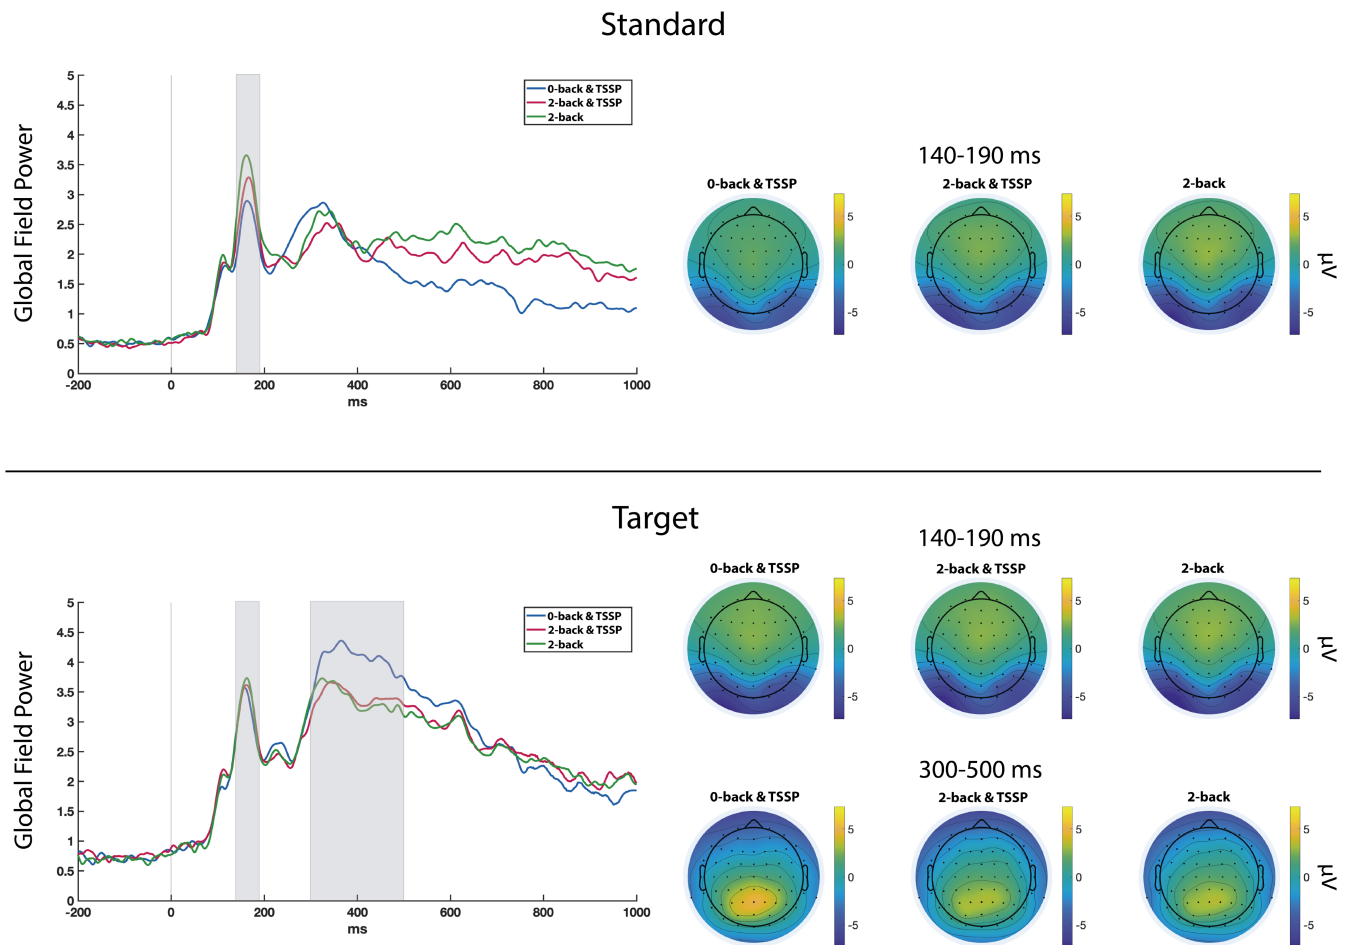 Standard
Global Field Power
5
4.5
4
3.5
3
2.5
2
1.5
1
0.5
0
-200 0 200 400 600 800 1000
ms
0-back & TSSP
2-back & TSSP
2-back
140-190 ms
0-back & TSSP 2-back & TSSP 2-back
5 5 5
0 0 0
-5 -5 -5
μV
Target
Global Field Power
5
4.5
4
3.5
3
2.5
2
1.5
1
0.5
0
-200 0 200 400 600 800 1000
ms
0-back & TSSP
2-back & TSSP
2-back
140-190 ms
0-back & TSSP 2-back & TSSP 2-back
5 5 5
0 0 0
-5 -5 -5
μV
300-500 ms
0-back & TSSP 2-back & TSSP 2-back
5 5 5
0 0 0
-5 -5 -5
μV